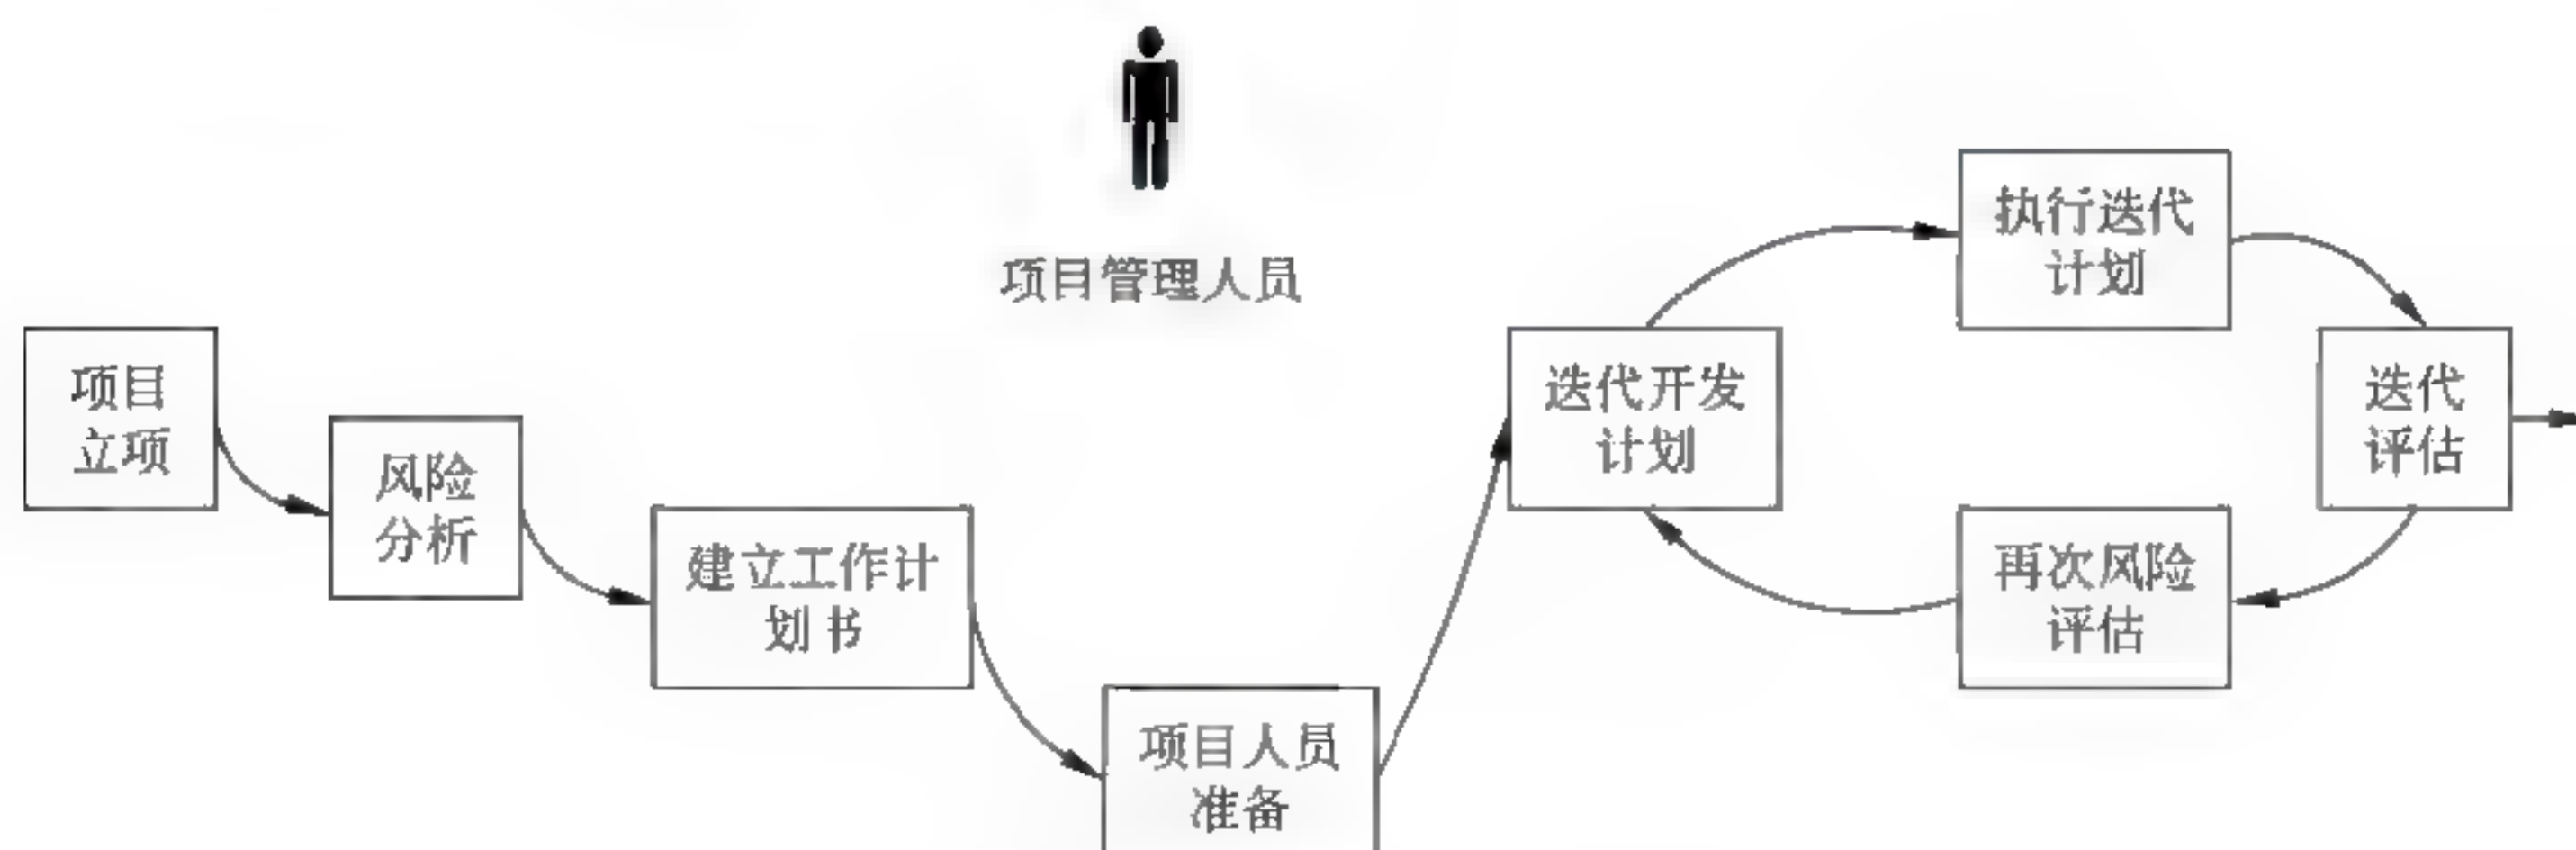 项目管理人员
项目
立项
风险
分析
建立工作计
划书
项目人员
准备
迭代开发
计划
执行迭代
计划
迭代
评估
再次风险
评估